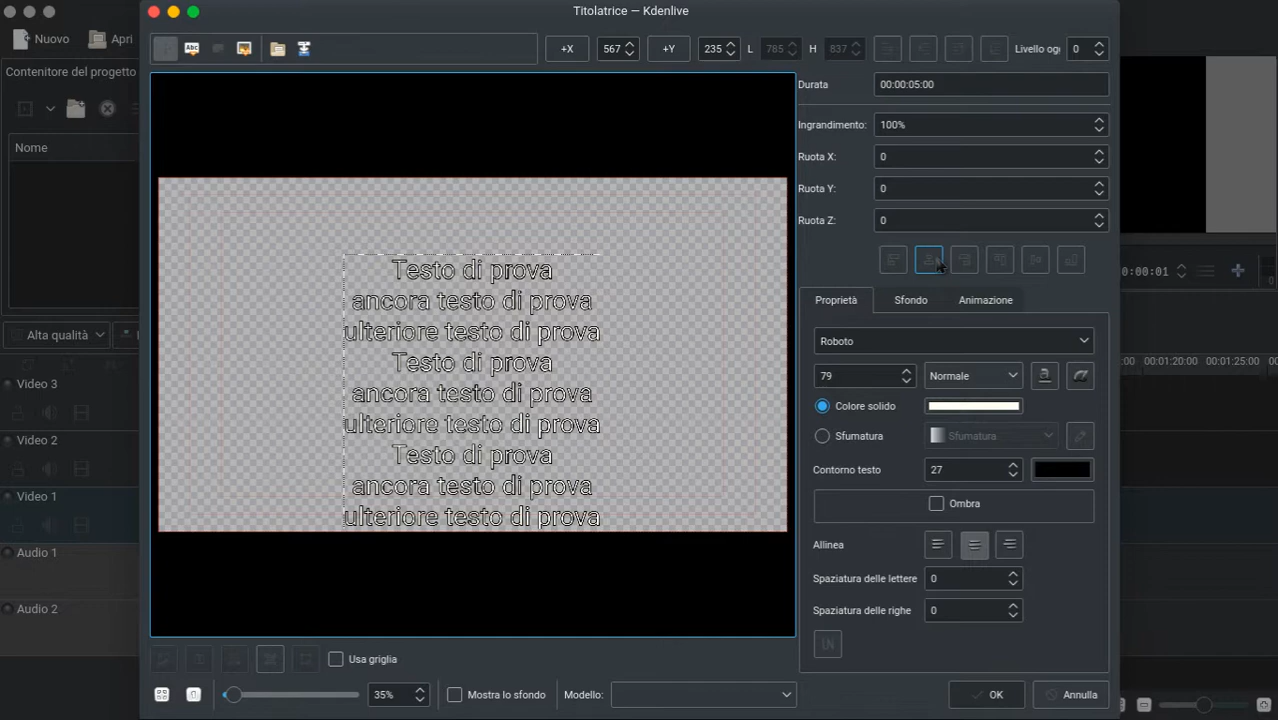 Titolatrice — Kdenlive
Nuovo
Apri
Abc
+X
567
+Y
235
L
785
H
837
Livello og
0
Contenitore del progetto
Nome
Durata
00:00:05:00
Ingrandimento:
100%
Ruota X:
0
Ruota Y:
0
Ruota Z:
0
Proprietà
Sfondo
Animazione
Roboto
79
Normale
a
Colore solido
Sfumatura
Sfumatura
Contorno testo
27
Ombra
Allinea
Spaziatura delle lettere
0
Spaziatura delle righe
0
Testo di prova
ancora testo di prova
ulteriore testo di prova
Testo di prova
ancora testo di prova
ulteriore testo di prova
Testo di prova
ancora testo di prova
ulteriore testo di prova
Alta qualità
Video 3
Video 2
Video 1
Audio 1
Audio 2
0:00:01
:00
00:01:20:00
00:01:25:00
Usa griglia
35%
Mostra lo sfondo
Modello:
OK
Annulla